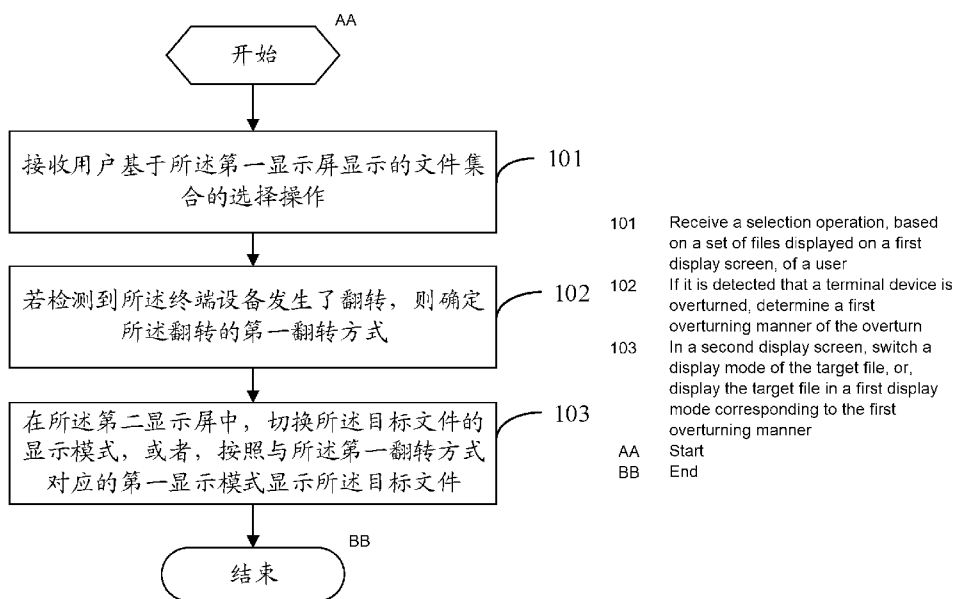 AA
开始
接收用户基于所述第一显示屏显示的文件集
合的选择操作
101
若检测到所述终端设备发生了翻转，则确定
所述翻转的第一翻转方式
102
在所述第二显示屏中，切换所述目标文件的
显示模式，或者，按照与所述第一翻转方式
对应的第一显示模式显示所述目标文件
103
BB
结束
101 Receive a selection operation, based
on a set of files displayed on a first
display screen, of a user
102 If it is detected that a terminal device is
overturned, determine a first
overturning manner of the overturn
103 In a second display screen, switch a
display mode of the target file, or,
display the target file in a first display
mode corresponding to the first
overturning manner
AA Start
BB End